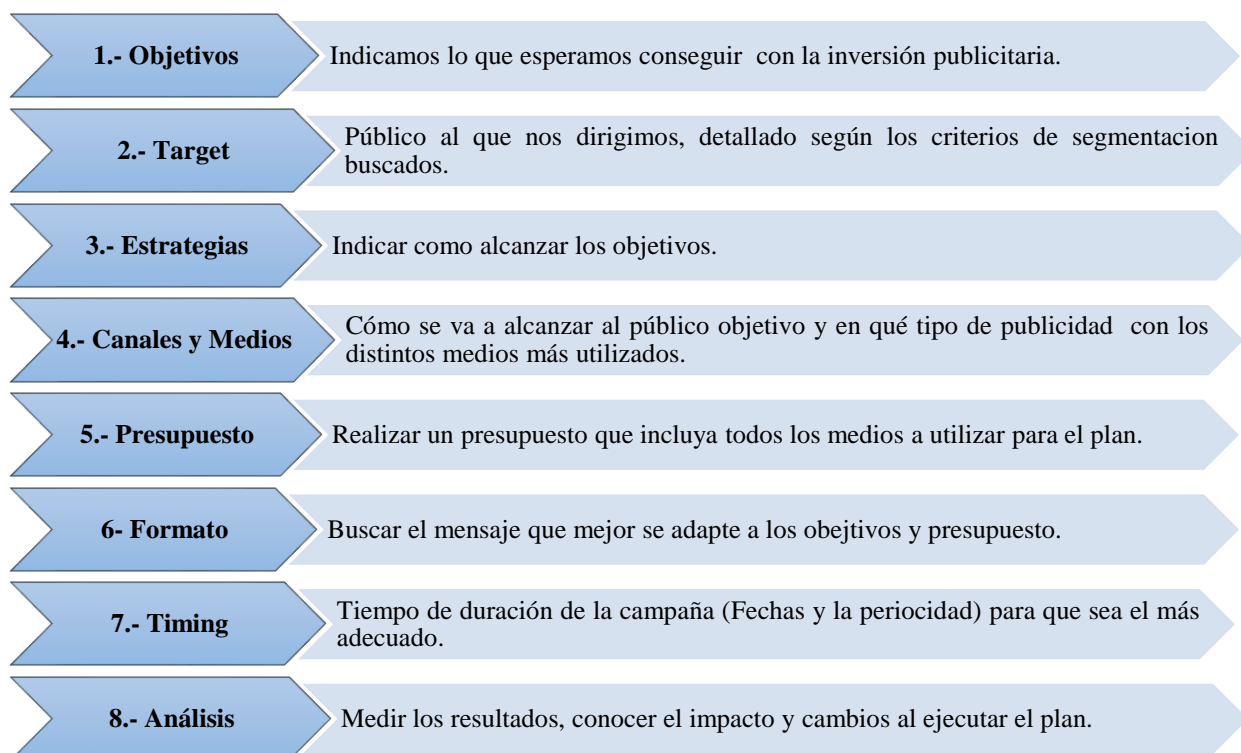 1.- Objetivos
Indicamos lo que esperamos conseguir con la inversión publicitaria.
2.- Target
Público al que nos dirigimos, detallado según los criterios de segmentacion
buscados.
3.- Estrategias
Indicar como alcanzar los objetivos.
4.- Canales y Medios
Cómo se va a alcanzar al público objetivo y en qué tipo de publicidad con los
distintos medios más utilizados.
5.- Presupuesto
Realizar un presupuesto que incluya todos los medios a utilizar para el plan.
6- Formato
Buscar el mensaje que mejor se adapte a los obejtivos y presupuesto.
7.- Timing
Tiempo de duración de la campaña (Fechas y la periocidad) para que sea el más
adecuado.
8.- Análisis
Medir los resultados, conocer el impacto y cambios al ejecutar el plan.